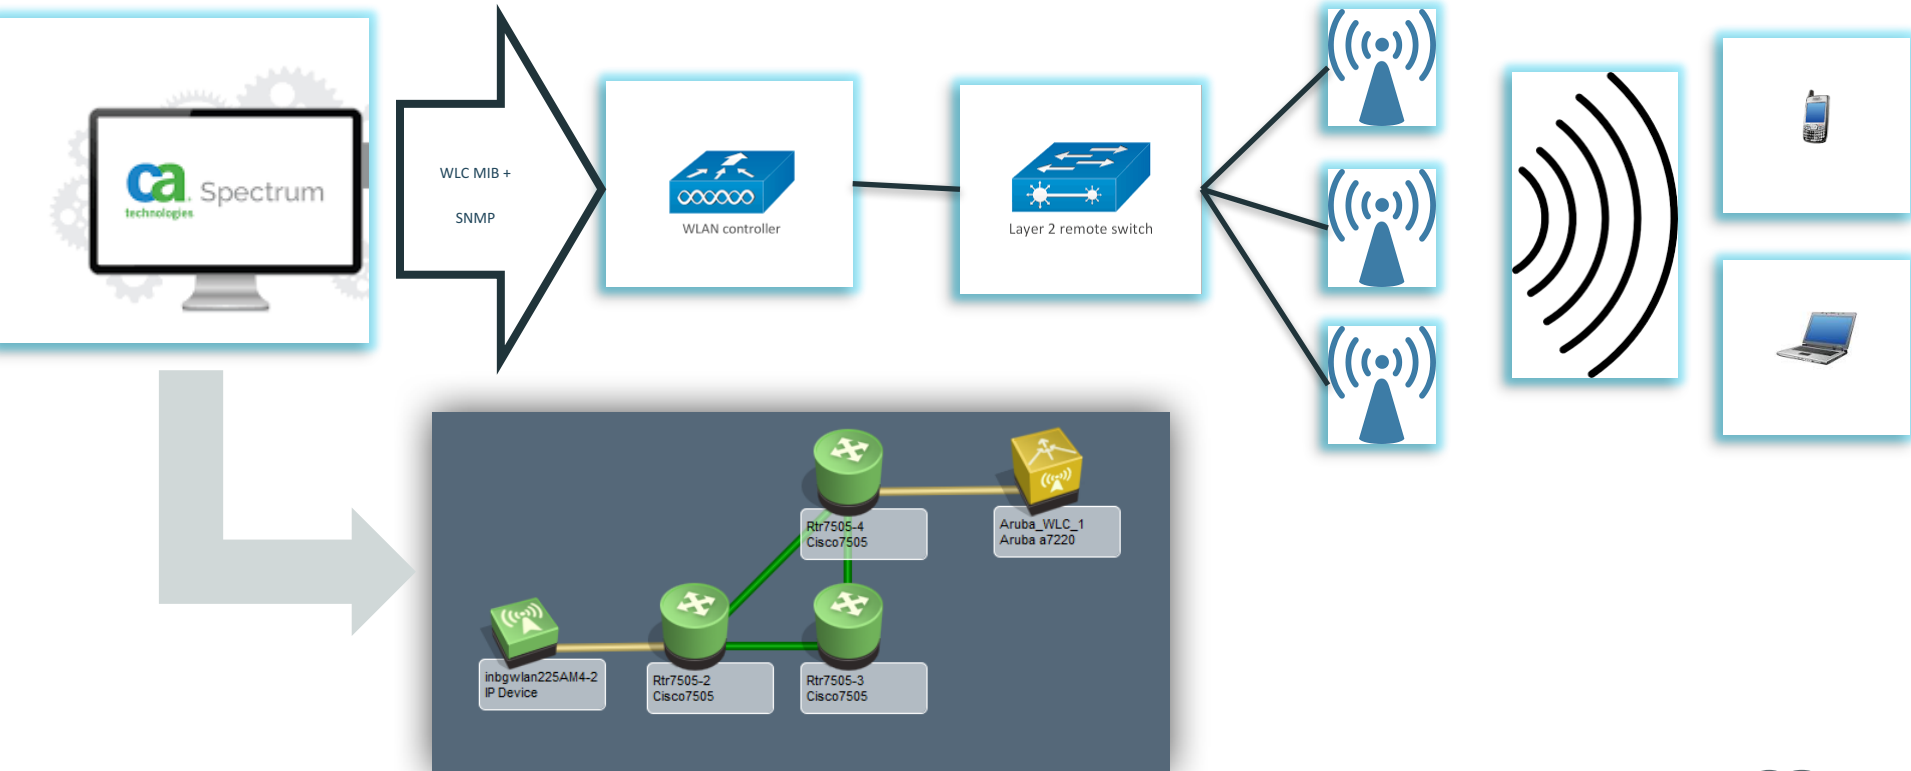 ca
technologies
Spectrum
WLC MIB +
SNMP
WLAN controller
Layer 2 remote switch
Rtr7505-4
Cisco7505
Aruba_WLC_1
Aruba a7220
inbgwlan225AM4-2
IP Device
Rtr7505-2
Cisco7505
Rtr7505-3
Cisco7505